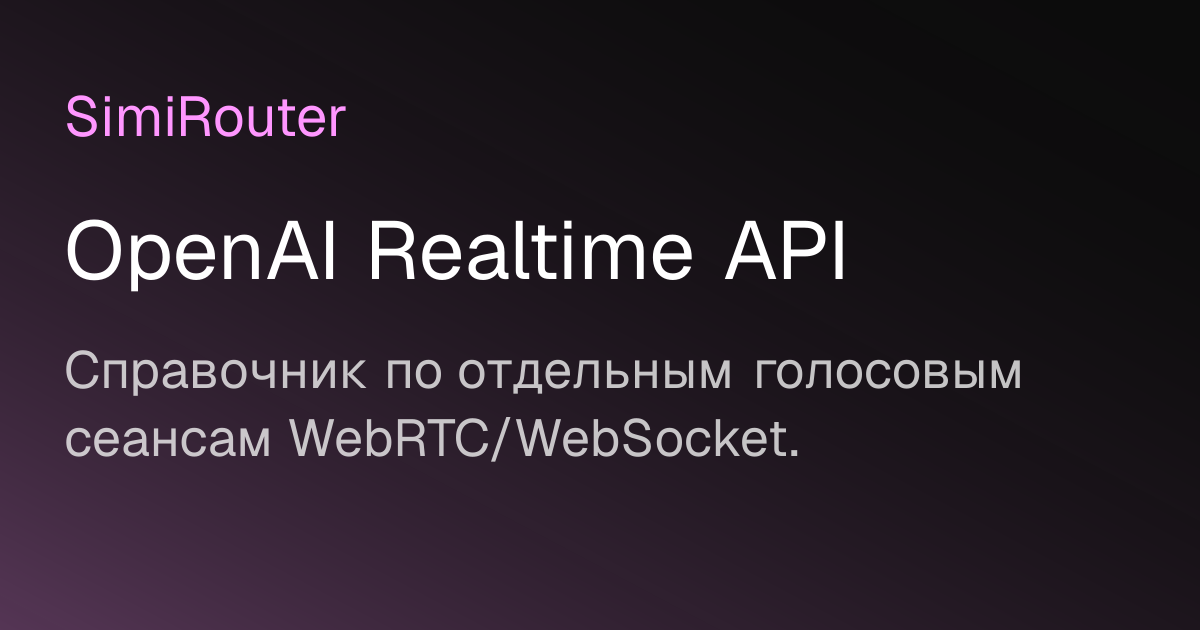 SimiRouter
OpenAI Realtime API
Справочник по отдельным голосовым
сеансам WebRTC/WebSocket.